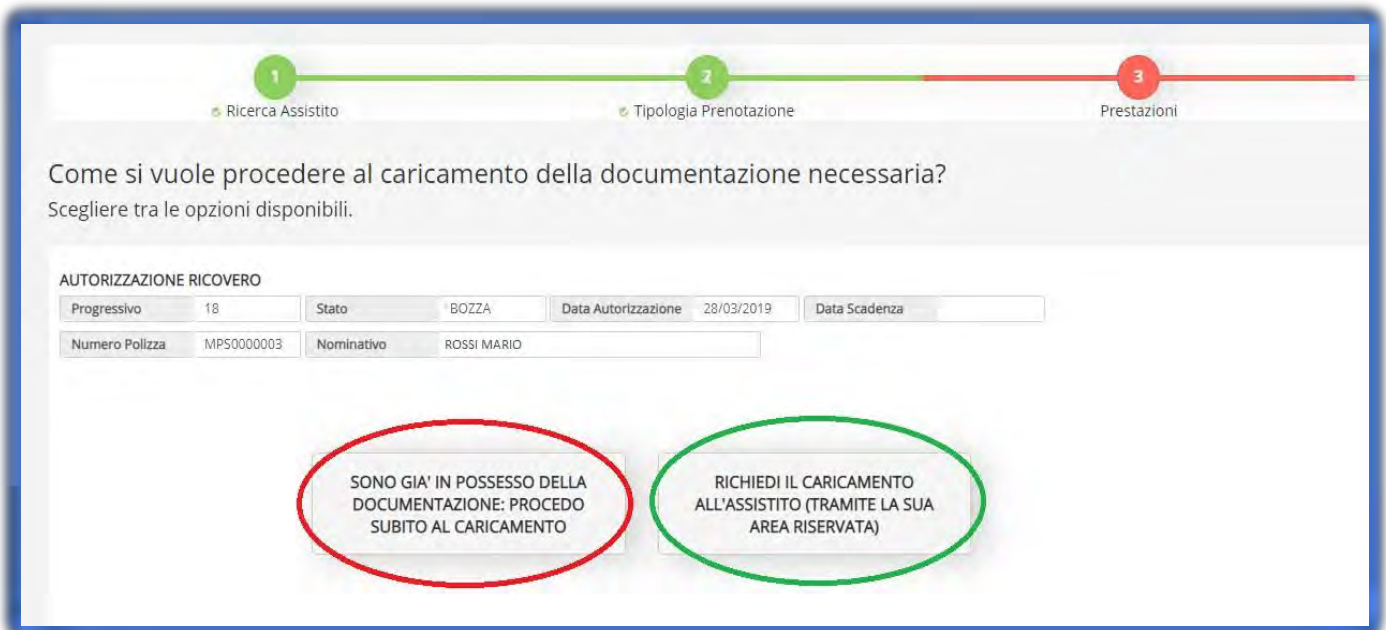 1 2 3
Ricerca Assistito Tipologia Prenotazione Prestazioni
Come si vuole procedere al caricamento della documentazione necessaria?
Scegliere tra le opzioni disponibili.
AUTORIZZAZIONE RICOVERO
Progressivo 18 Stato BOZZA Data Autorizzazione 28/03/2019 Data Scadenza
Numero Polizza MPS0000003 Nominativo ROSSI MARIO
SONO GIA' IN POSSESSO DELLA
DOCUMENTAZIONE: PROCEDO
SUBITO AL CARICAMENTO
RICHIEDI IL CARICAMENTO
ALL'ASSISTITO (TRAMITE LA SUA
AREA RISERVATA)